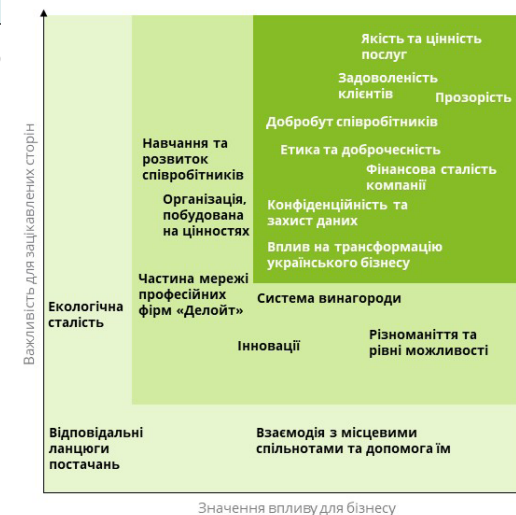 Якість та цінність
послуг
Задоволеність
клієнтів
Прозорість
Добробут співробітників
Навчання та
розвиток
співробітників
Етика та доброчесність
Фінансова сталість
компанії
Організація,
побудована
на цінностях
Конфіденційність та
захист даних
Вплив на трансформацію
українського бізнесу
Частина мережі
професійних
фірм «Делойт»
Система винагороди
Екологічна
сталість
Інновації
Різноманіття та
рівні можливості
Відповідальні
ланцюги
постачань
Взаємодія з місцевими
спільнотами та допомога їм
Важливість для зацікавлених сторін
Значення впливу для бізнесу